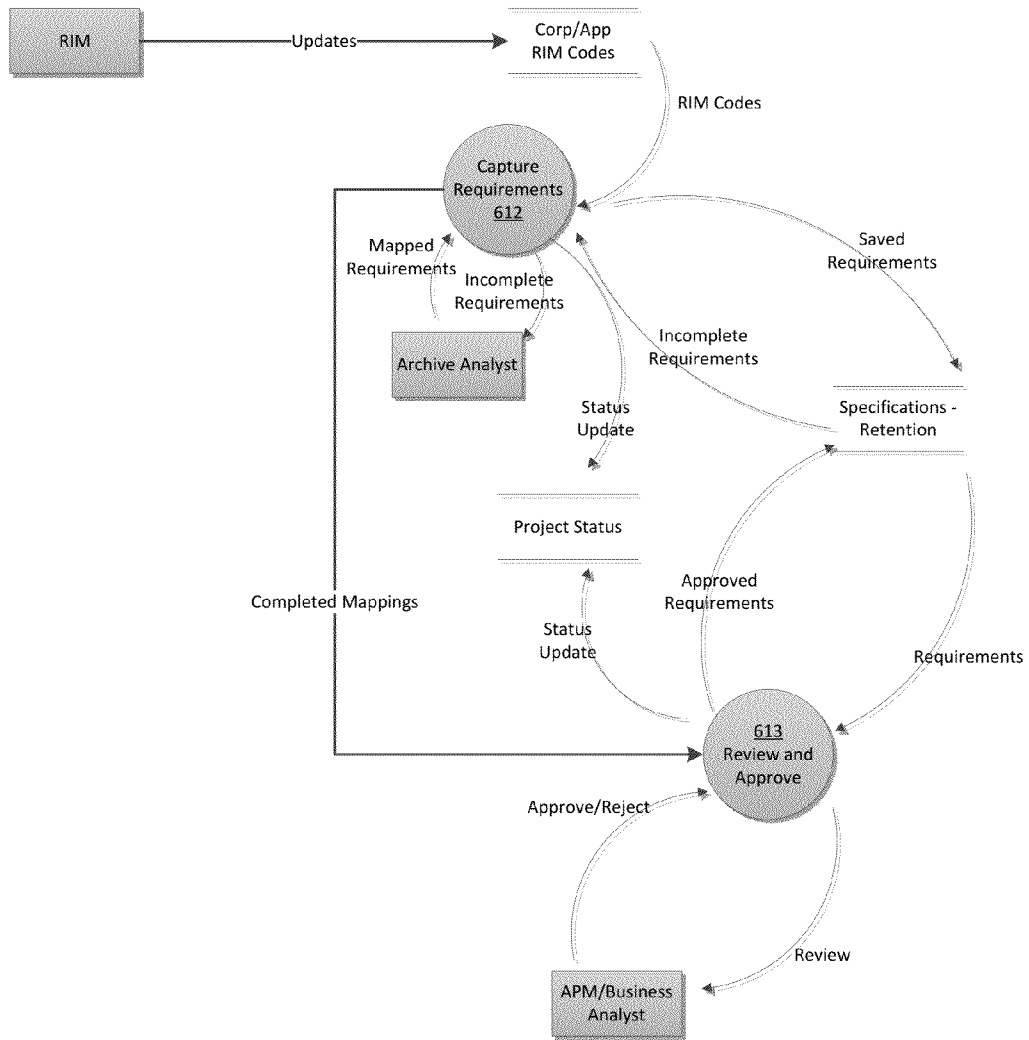 RIM
Updates
Corp/App
RIM Codes
RIM Codes
Capture
Requirements
612
Saved
Requirements
Mapped
Requirements
Incomplete
Requirements
Incomplete
Requirements
Archive Analyst
Status
Update
Specifications -
Retention
Project Status
Approved
Requirements
Completed Mappings
Status
Update
Requirements
613
Review and
Approve
Approve/Reject
Review
APM/Business
Analyst